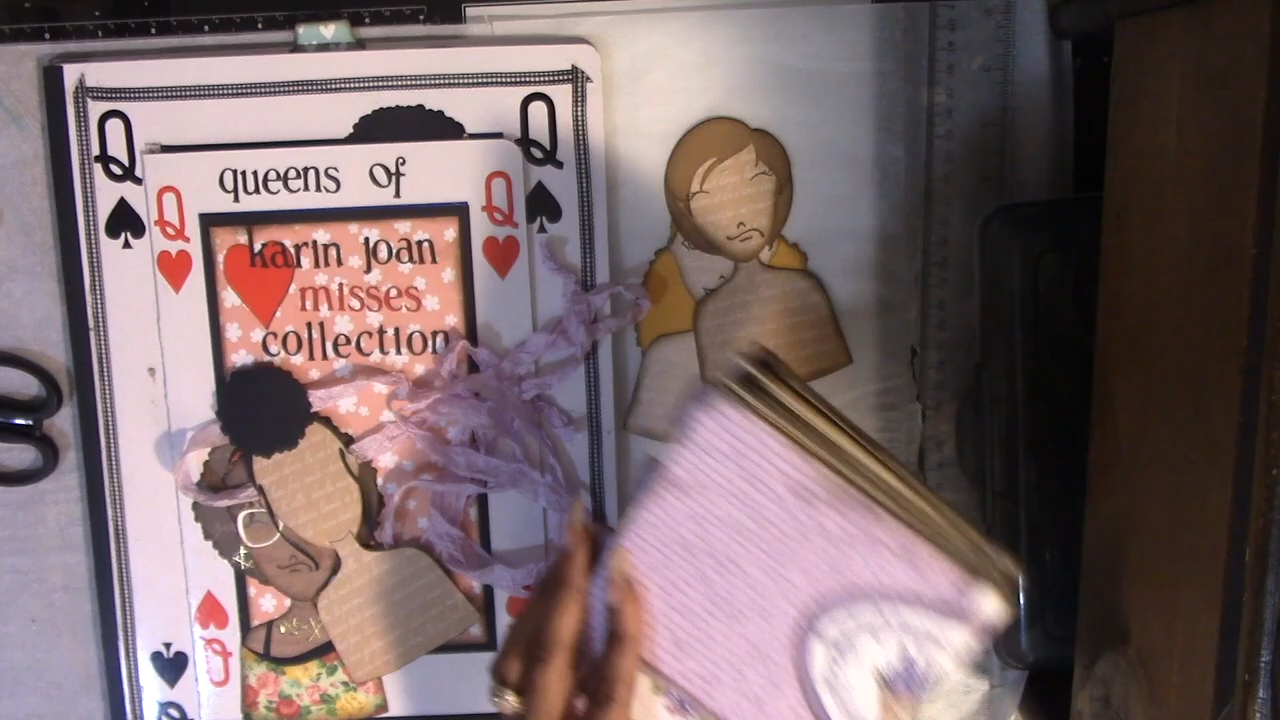 Q Q
queens of
Q Q
karin joan
misses
collection
Q
Q